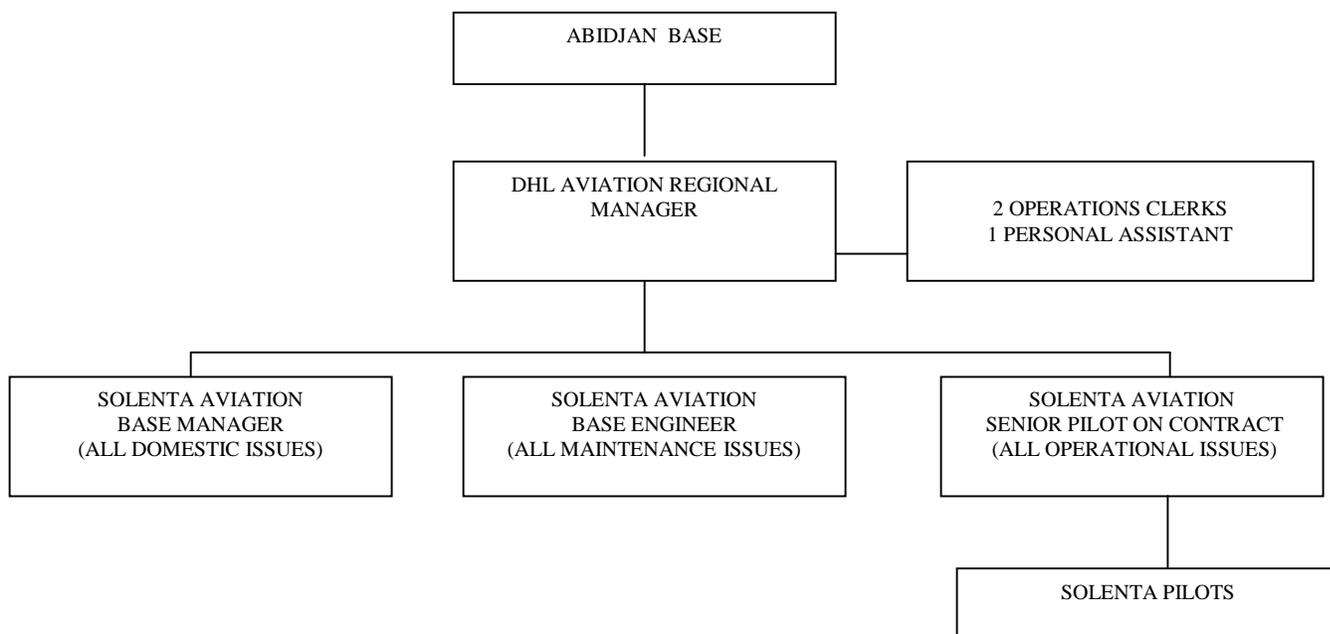 ABIDJAN BASE
DHL AVIATION REGIONAL
MANAGER
2 OPERATIONS CLERKS
1 PERSONAL ASSISTANT
SOLENTA AVIATION
BASE MANAGER
(ALL DOMESTIC ISSUES)
SOLENTA AVIATION
BASE ENGINEER
(ALL MAINTENANCE ISSUES)
SOLENTA AVIATION
SENIOR PILOT ON CONTRACT
(ALL OPERATIONAL ISSUES)
SOLENTA PILOTS